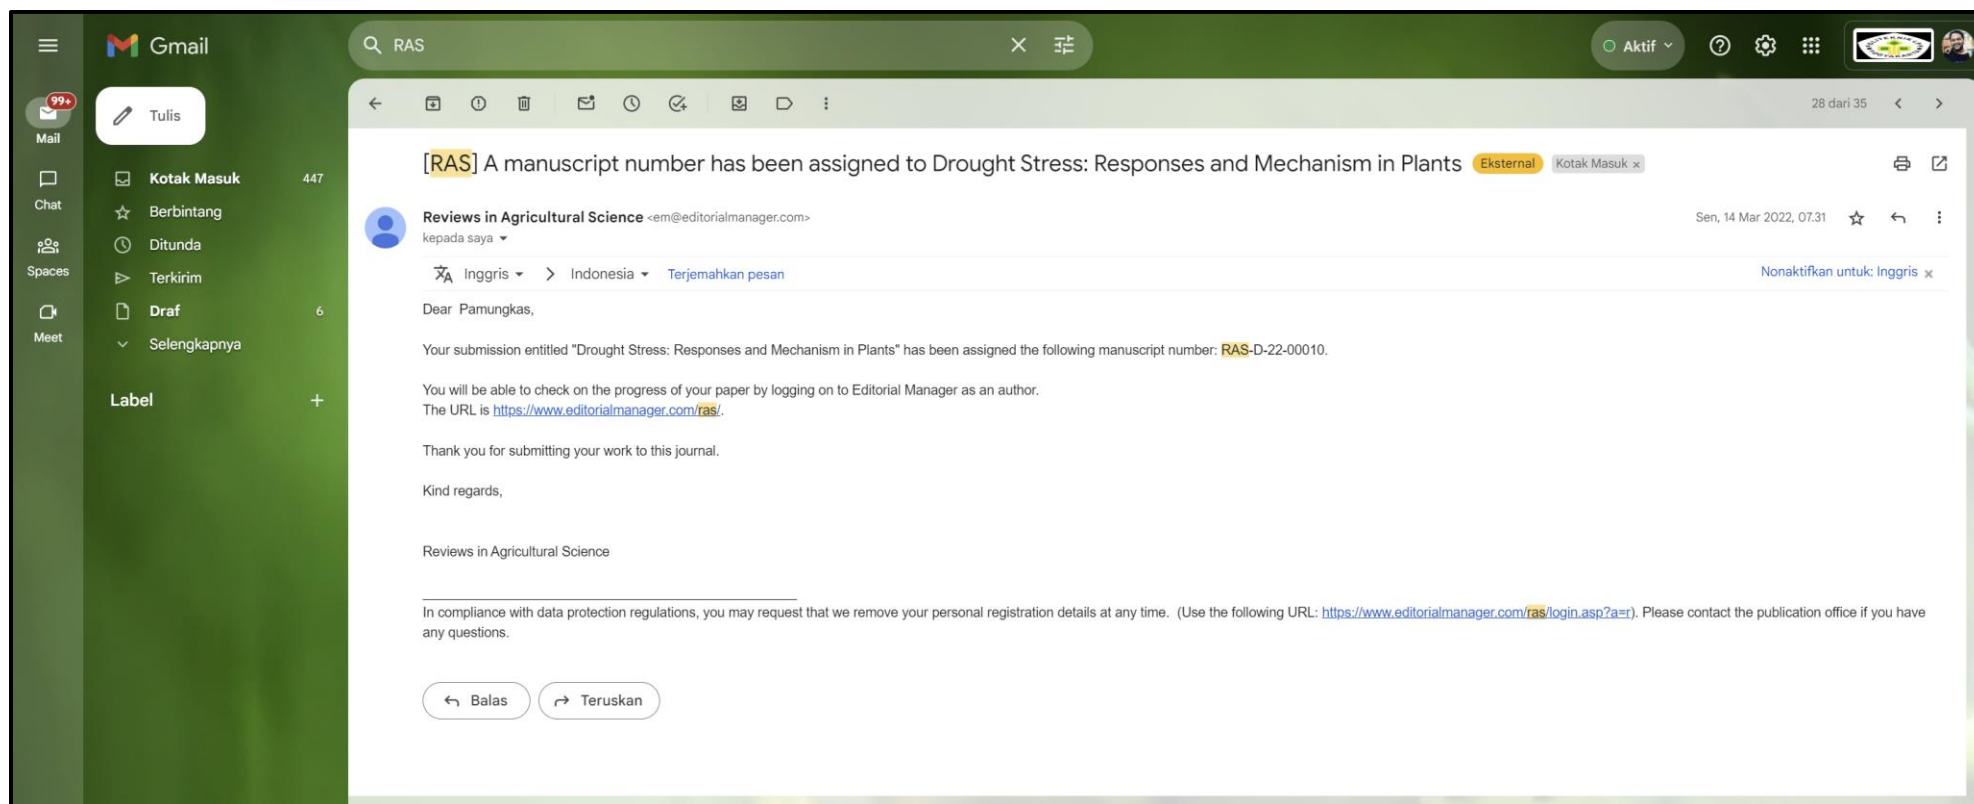 Gmail
RAS
Aktif
99+
Mail
Chat
Spaces
Meet
Tulis
Kotak Masuk 447
Berbintang
Ditunda
Terkirim
Draf 6
Selengkapnya
Label
28 dari 35
[RAS] A manuscript number has been assigned to Drought Stress: Responses and Mechanism in Plants Eksternal Kotak Masuk ×
Reviews in Agricultural Science <em@editorialmanager.com> Sen, 14 Mar 2022, 07.31
kepada saya
Inggris > Indonesia Terjemahkan pesan Nonaktifkan untuk: Inggris ×
Dear Pamungkas,
Your submission entitled "Drought Stress: Responses and Mechanism in Plants" has been assigned the following manuscript number: RAS-D-22-00010.
You will be able to check on the progress of your paper by logging on to Editorial Manager as an author.
The URL is https://www.editorialmanager.com/ras/.
Thank you for submitting your work to this journal.
Kind regards,
Reviews in Agricultural Science
In compliance with data protection regulations, you may request that we remove your personal registration details at any time. (Use the following URL: https://www.editorialmanager.com/ras/login.asp?a=r). Please contact the publication office if you have
any questions.
Balas
Teruskan